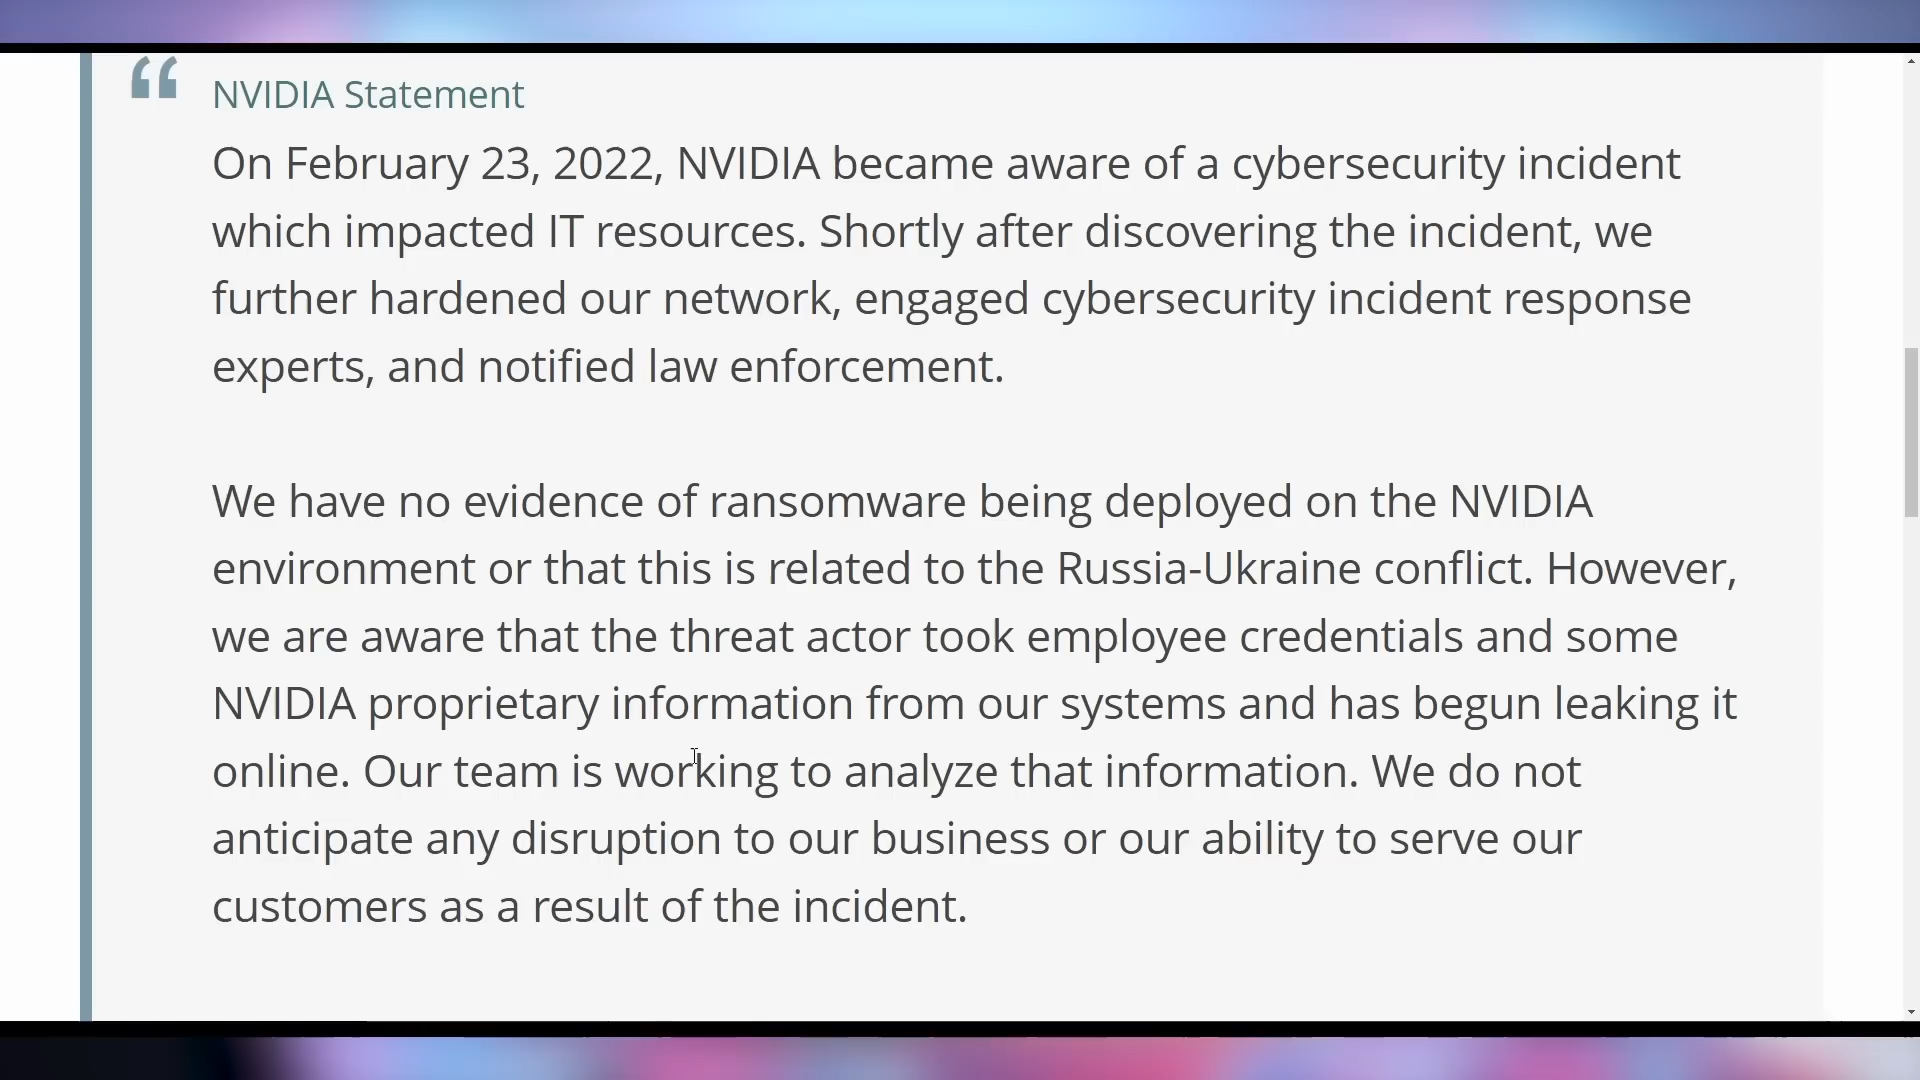 NVIDIA Statement
On February 23, 2022, NVIDIA became aware of a cybersecurity incident
which impacted IT resources. Shortly after discovering the incident, we
further hardened our network, engaged cybersecurity incident response
experts, and notified law enforcement.
We have no evidence of ransomware being deployed on the NVIDIA
environment or that this is related to the Russia-Ukraine conflict. However,
we are aware that the threat actor took employee credentials and some
NVIDIA proprietary information from our systems and has begun leaking it
online. Our team is working to analyze that information. We do not
anticipate any disruption to our business or our ability to serve our
customers as a result of the incident.